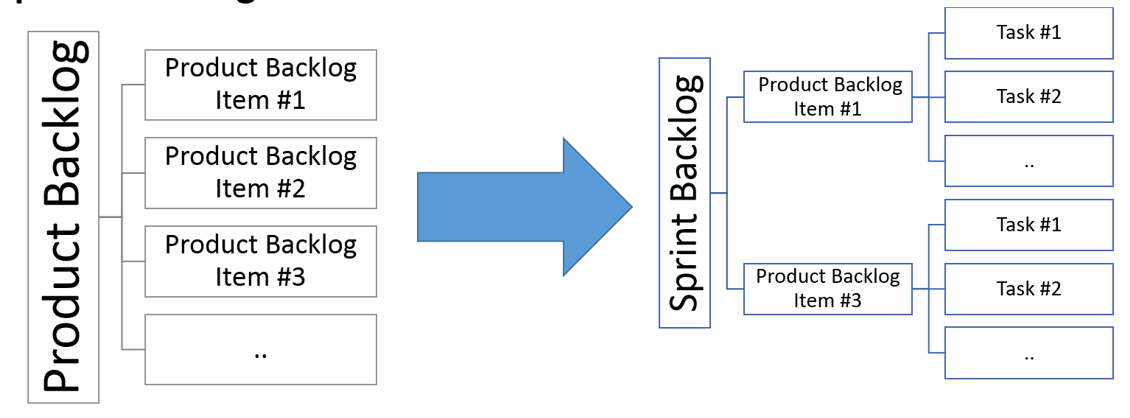 Product Backlog
Product Backlog
Item #1
Product Backlog
Item #2
Product Backlog
Item #3
..
Sprint Backlog
Product Backlog
Item #1
Task #1
Task #2
..
Product Backlog
Item #3
Task #1
Task #2
..